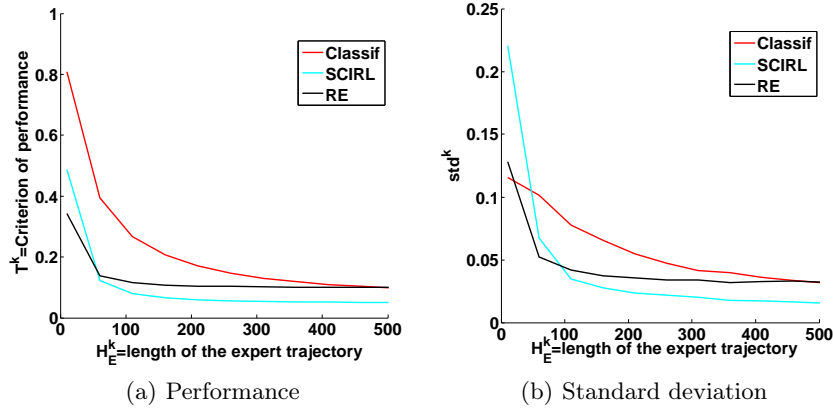 1
0.8
0.6
0.4
0.2
0
0 100 200 300 400 500
T^k=Criterion of performance
H_E^k=length of the expert trajectory
Classif
SCIRL
RE
(a) Performance
0.25
0.2
0.15
0.1
0.05
0
0 100 200 300 400 500
std^k
H_E^k=length of the expert trajectory
Classif
SCIRL
RE
(b) Standard deviation